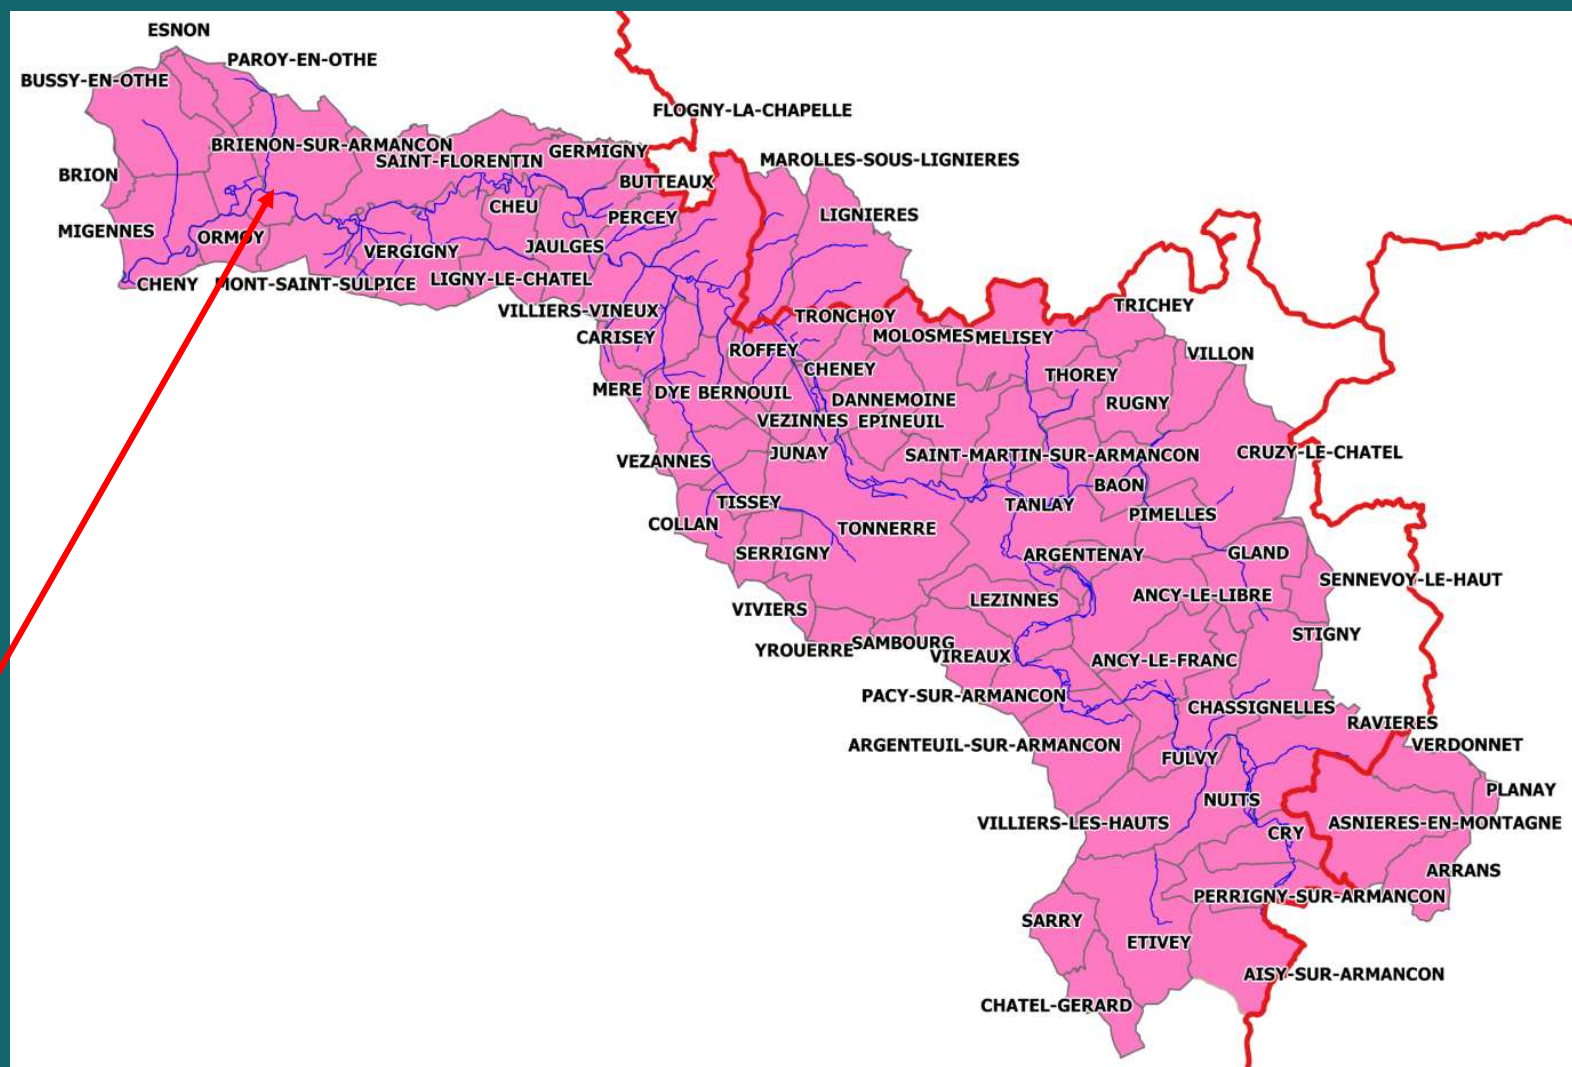 ESNON
PAROY-EN-OTHE
BUSSY-EN-OTHE
FLOGNY-LA-CHAPELLE
BRIENON-SUR-ARMANCON
GERMIGNY
SAINT-FLORENTIN
MAROLLES-SOUS-LIGNIERES
BRION
BUTTEAUX
CHEU
PERCEY
LIGNIERES
MIGENNES
ORMOY
JAULGES
VERGIGNY
CHENY
MONT-SAINT-SULPICE
LIGNY-LE-CHATEL
VILLIERS-VINEUX
TRONCHOY
TRICHEY
CARISEY
MOLOSMES
MELISEY
ROFFEY
VILLON
CHENEY
THOREY
MERE
DYE
BERNOUIL
DANNEMOINE
RUGNY
VEZINNES
EPINEUIL
VEZANNES
JUNAY
SAINT-MARTIN-SUR-ARMANCON
CRUZY-LE-CHATEL
BAON
TISSEY
TANLAY
PIMELLES
COLLAN
TONNERRE
SERRIGNY
ARGENTENAY
GLAND
SENNEVOY-LE-HAUT
LEZINNES
ANCY-LE-LIBRE
VIVIERS
STIGNY
YROUERRE
SAMBOURG
VIREAUX
ANCY-LE-FRANC
PACY-SUR-ARMANCON
CHASSIGNELLES
RAVIERES
ARGENTEUIL-SUR-ARMANCON
VERDONNET
FULVY
PLANAY
NUITS
VILLIERS-LES-HAUTS
CRY
ASNIERES-EN-MONTAGNE
ARRANS
PERRIGNY-SUR-ARMANCON
SARRY
ETIVEY
AISY-SUR-ARMANCON
CHATEL-GERARD